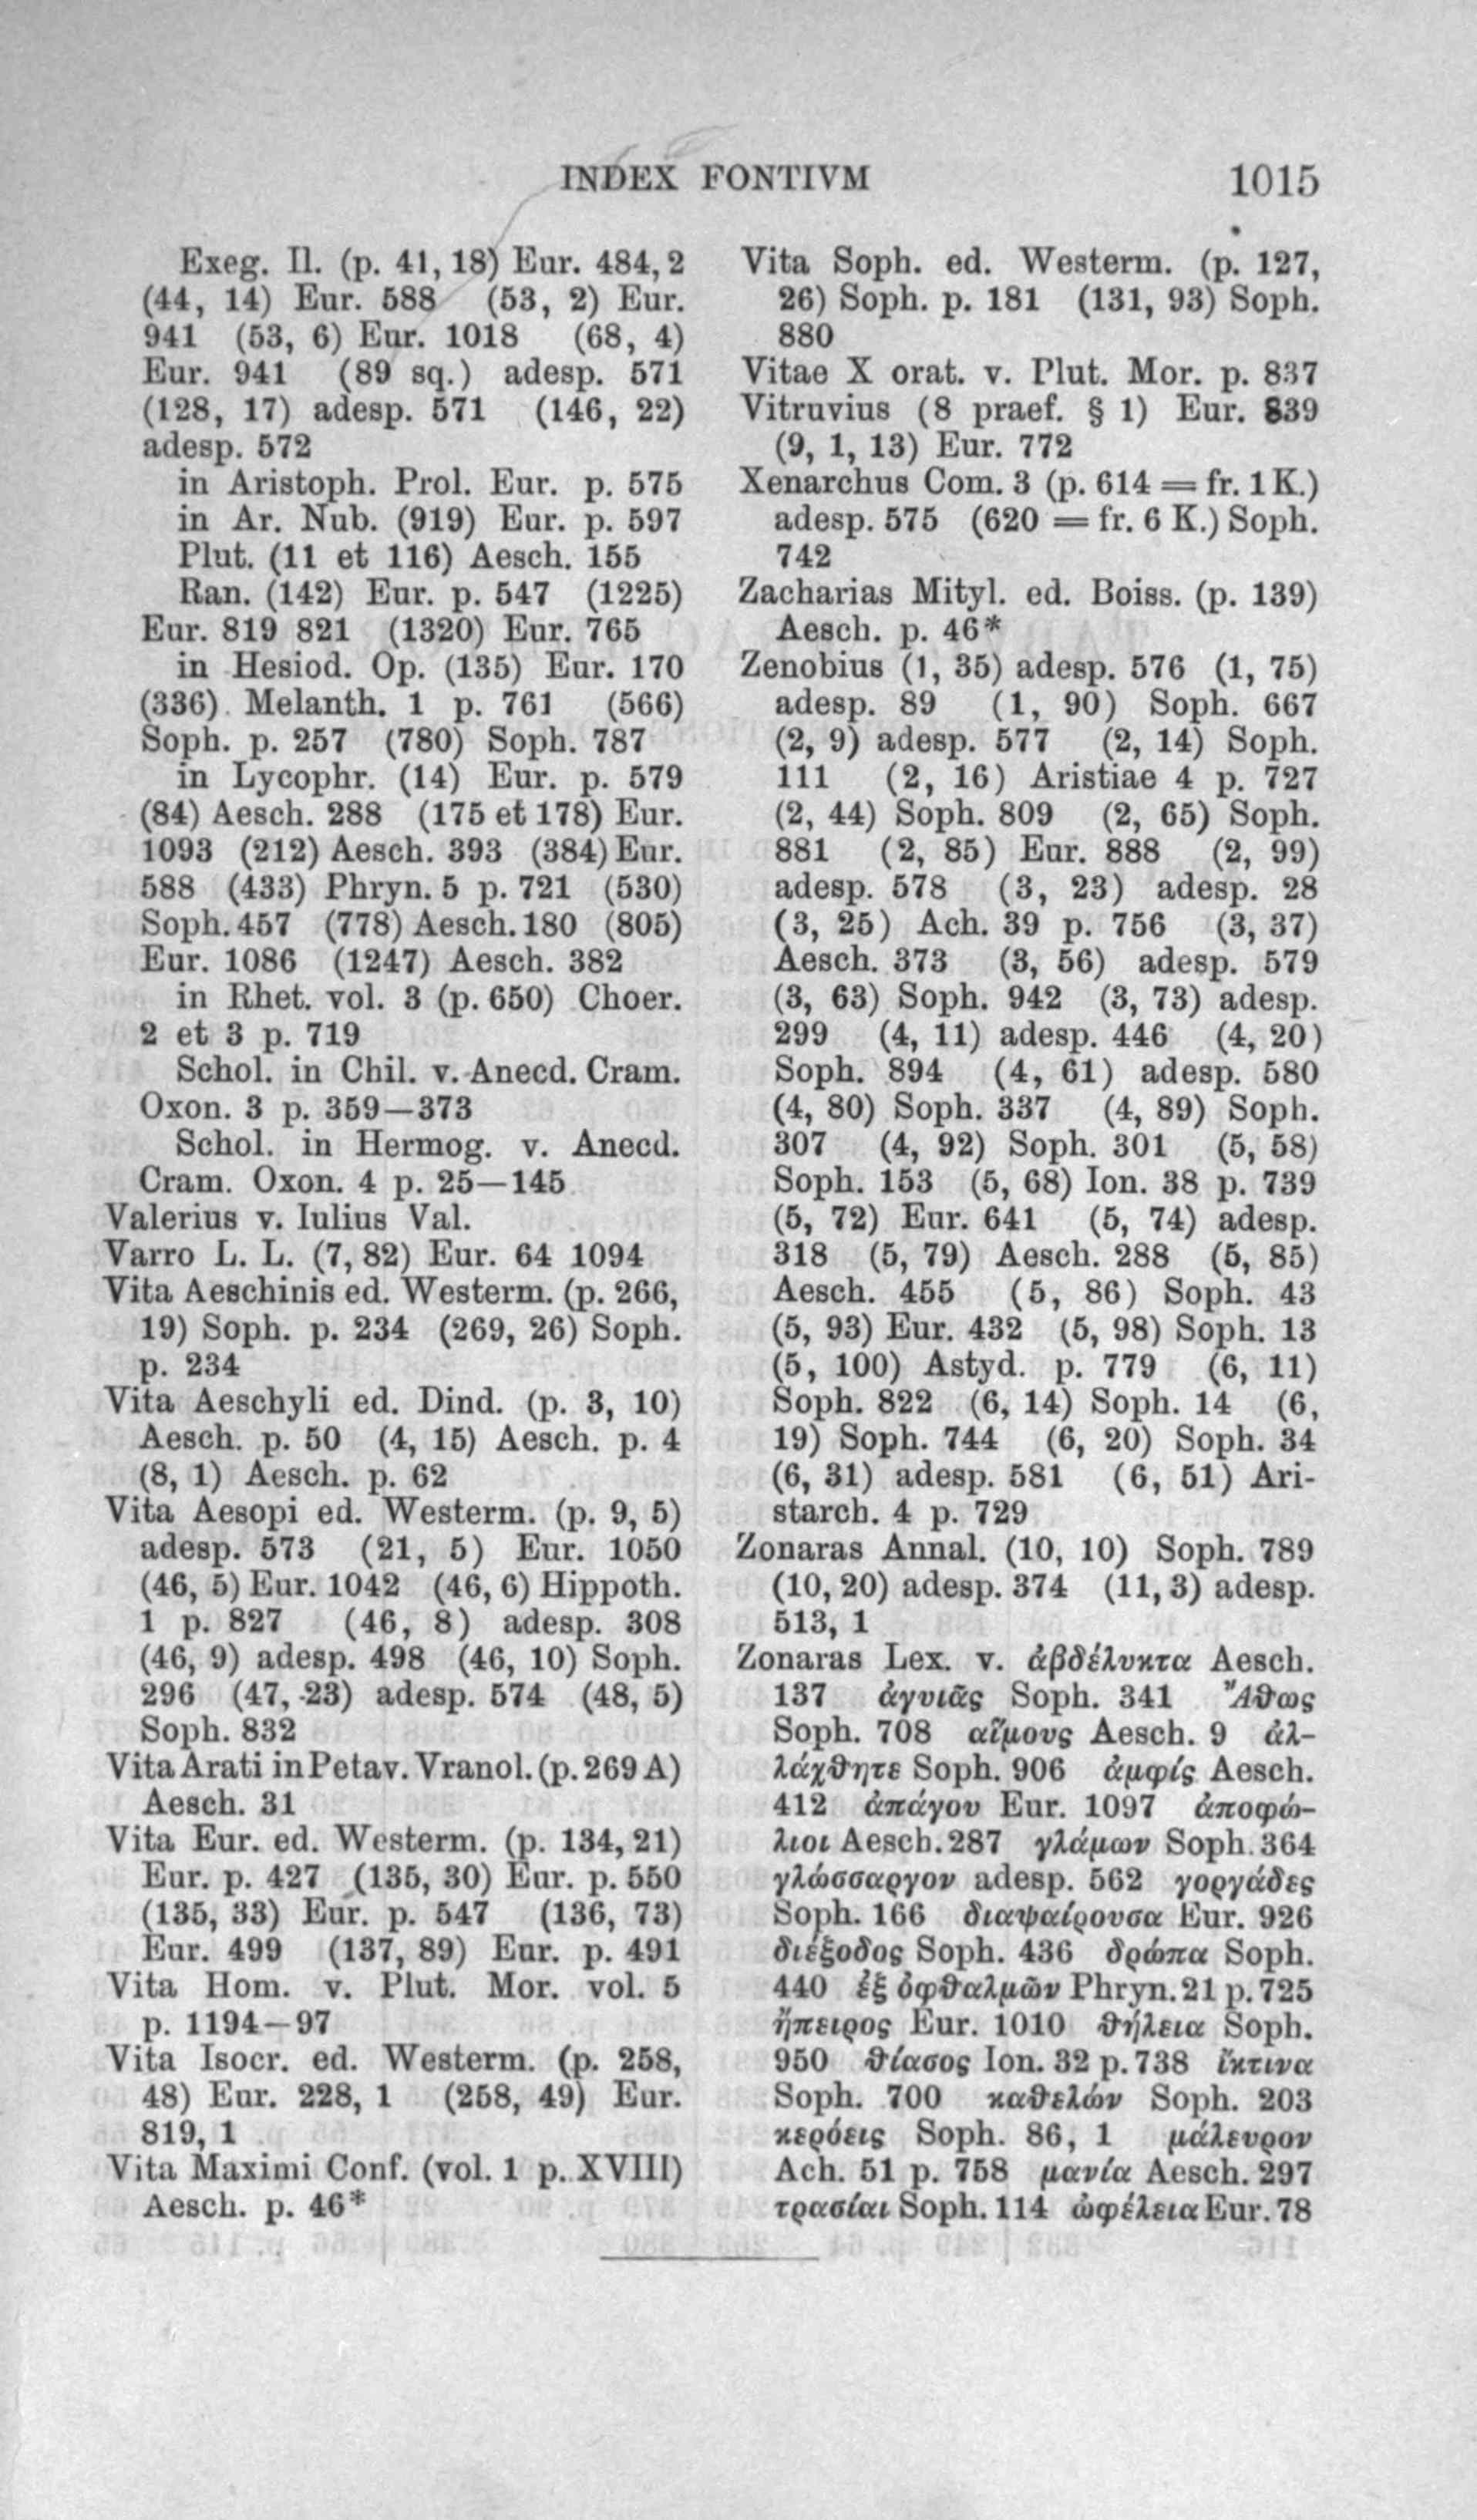 INDEX FONTIVM 1015
Exeg. Il. (p. 41, 18) Eur. 484, 2
(44, 14) Eur. 588 (53, 2) Eur.
941 (53, 6) Eur. 1018 (68, 4)
Eur. 941 (89 sq.) adesp. 571
(128, 17) adesp. 571 (146, 22)
adesp. 572
in Aristoph. Prol. Eur. p. 575
in Ar. Nub. (919) Eur. p. 597
Plut. (11 et 116) Aesch. 155
Ran. (142) Eur. p. 547 (1225)
Eur. 819 821 (1320) Eur. 765
in Hesiod. Op. (135) Eur. 170
(336) Melanth. 1 p. 761 (566)
Soph. p. 257 (780) Soph. 787
in Lycophr. (14) Eur. p. 579
(84) Aesch. 288 (175 et 178) Eur.
1093 (212) Aesch. 393 (384) Eur.
588 (433) Phryn. 5 p. 721 (530)
Soph. 457 (778) Aesch. 180 (805)
Eur. 1086 (1247) Aesch. 382
in Rhet. vol. 3 (p. 650) Choer.
2 et 3 p. 719
Schol. in Chil. v. Anecd. Cram.
Oxon. 3 p. 359—373
Schol. in Hermog. v. Anecd.
Cram. Oxon. 4 p. 25—145
Valerius v. Iulius Val.
Varro L. L. (7, 82) Eur. 64 1094
Vita Aeschinis ed. Westerm. (p. 266,
19) Soph. p. 234 (269, 26) Soph.
p. 234
Vita Aeschyli ed. Dind. (p. 3, 10)
Aesch. p. 50 (4, 15) Aesch. p. 4
(8, 1) Aesch. p. 62
Vita Aesopi ed. Westerm. (p. 9, 5)
adesp. 573 (21, 5) Eur. 1050
(46, 5) Eur. 1042 (46, 6) Hippoth.
1 p. 827 (46, 8) adesp. 308
(46, 9) adesp. 498 (46, 10) Soph.
296 (47, 23) adesp. 574 (48, 5)
Soph. 832
Vita Arati in Petav. Vranol. (p. 269 A)
Aesch. 31
Vita Eur. ed. Westerm. (p. 134, 21)
Eur. p. 427 (135, 30) Eur. p. 550
(135, 33) Eur. p. 547 (136, 73)
Eur. 499 (137, 89) Eur. p. 491
Vita Hom. v. Plut. Mor. vol. 5
p. 1194—97
Vita Isocr. ed. Westerm. (p. 258,
48) Eur. 228, 1 (258, 49) Eur.
819, 1
Vita Maximi Conf. (vol. 1 p. XVIII)
Aesch. p. 46*
Vita Soph. ed. Westerm. (p. 127,
26) Soph. p. 181 (131, 93) Soph.
880
Vitae X orat. v. Plut. Mor. p. 837
Vitruvius (8 praef. § 1) Eur. 839
(9, 1, 13) Eur. 772
Xenarchus Com. 3 (p. 614 = fr. 1 K.)
adesp. 575 (620 = fr. 6 K.) Soph.
742
Zacharias Mityl. ed. Boiss. (p. 139)
Aesch. p. 46*
Zenobius (1, 35) adesp. 576 (1, 75)
adesp. 89 (1, 90) Soph. 667
(2, 9) adesp. 577 (2, 14) Soph.
111 (2, 16) Aristiae 4 p. 727
(2, 44) Soph. 809 (2, 65) Soph.
881 (2, 85) Eur. 888 (2, 99)
adesp. 578 (3, 23) adesp. 28
(3, 25) Ach. 39 p. 756 (3, 37)
Aesch. 373 (3, 56) adesp. 579
(3, 63) Soph. 942 (3, 73) adesp.
299 (4, 11) adesp. 446 (4, 20)
Soph. 894 (4, 61) adesp. 580
(4, 80) Soph. 337 (4, 89) Soph.
307 (4, 92) Soph. 301 (5, 58)
Soph. 153 (5, 68) Ion. 38 p. 739
(5, 72) Eur. 641 (5, 74) adesp.
318 (5, 79) Aesch. 288 (5, 85)
Aesch. 455 (5, 86) Soph. 43
(5, 93) Eur. 432 (5, 98) Soph. 13
(5, 100) Astyd. p. 779 (6, 11)
Soph. 822 (6, 14) Soph. 14 (6,
19) Soph. 744 (6, 20) Soph. 34
(6, 31) adesp. 581 (6, 51) Ari-
starch. 4 p. 729
Zonaras Annal. (10, 10) Soph. 789
(10, 20) adesp. 374 (11, 3) adesp.
513, 1
Zonaras Lex. v. ἀβδέλυκτα Aesch.
137 ἀγυιᾶς Soph. 341 Ἄθως
Soph. 708 αἵμους Aesch. 9 ἀλ-
λάχθητε Soph. 906 ἀμφίς Aesch.
412 ἀπάγου Eur. 1097 ἀποφώ-
λιοι Aesch. 287 γλάμων Soph. 364
γλώσσαργον adesp. 562 γοργάδες
Soph. 166 διαψαίρουσα Eur. 926
διέξοδος Soph. 436 δρώπα Soph.
440 ἐξ ὀφθαλμῶν Phryn. 21 p. 725
ἤπειρος Eur. 1010 θήλεια Soph.
950 θίασος Ion. 32 p. 738 ἴκτινα
Soph. 700 καθελών Soph. 203
κερόεις Soph. 86, 1 μάλευρον
Ach. 51 p. 758 μανία Aesch. 297
τρασίαι Soph. 114 ὠφέλεια Eur. 78